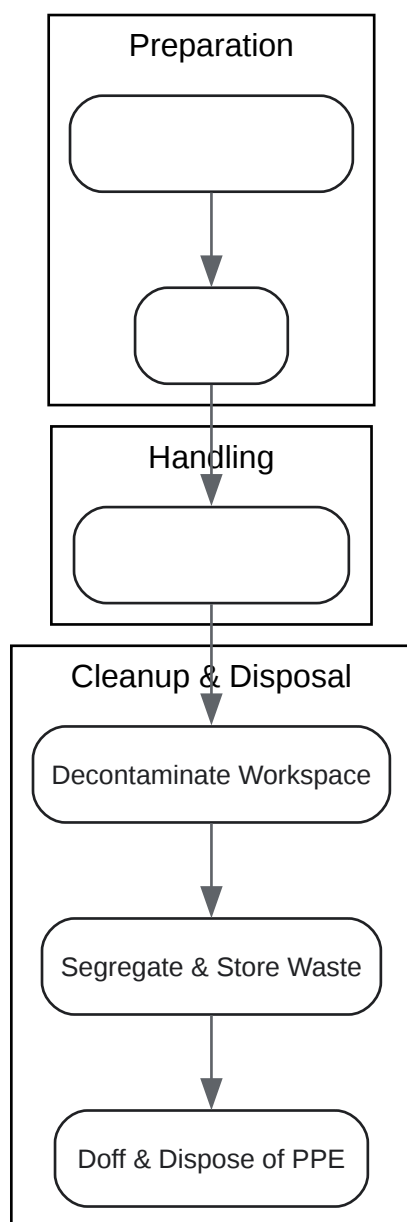 Preparation
Handling
Cleanup & Disposal
Decontaminate Workspace
Segregate & Store Waste
Doff & Dispose of PPE